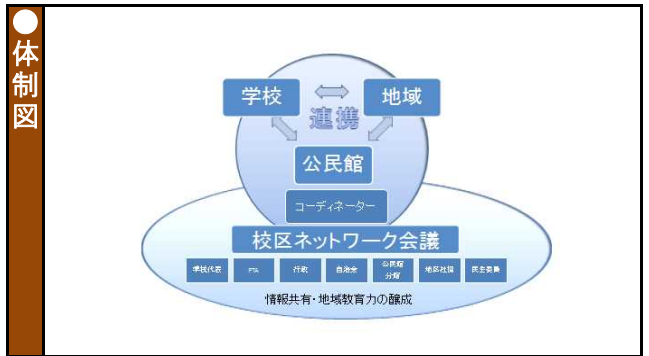 ●体制図
学校
地域
連携
公民館
コーディネーター
校区ネットワーク会議
学校代表
PTA
行政
自治会
公民館
分館
地区社協
民生委員
情報共有・地域教育力の醸成